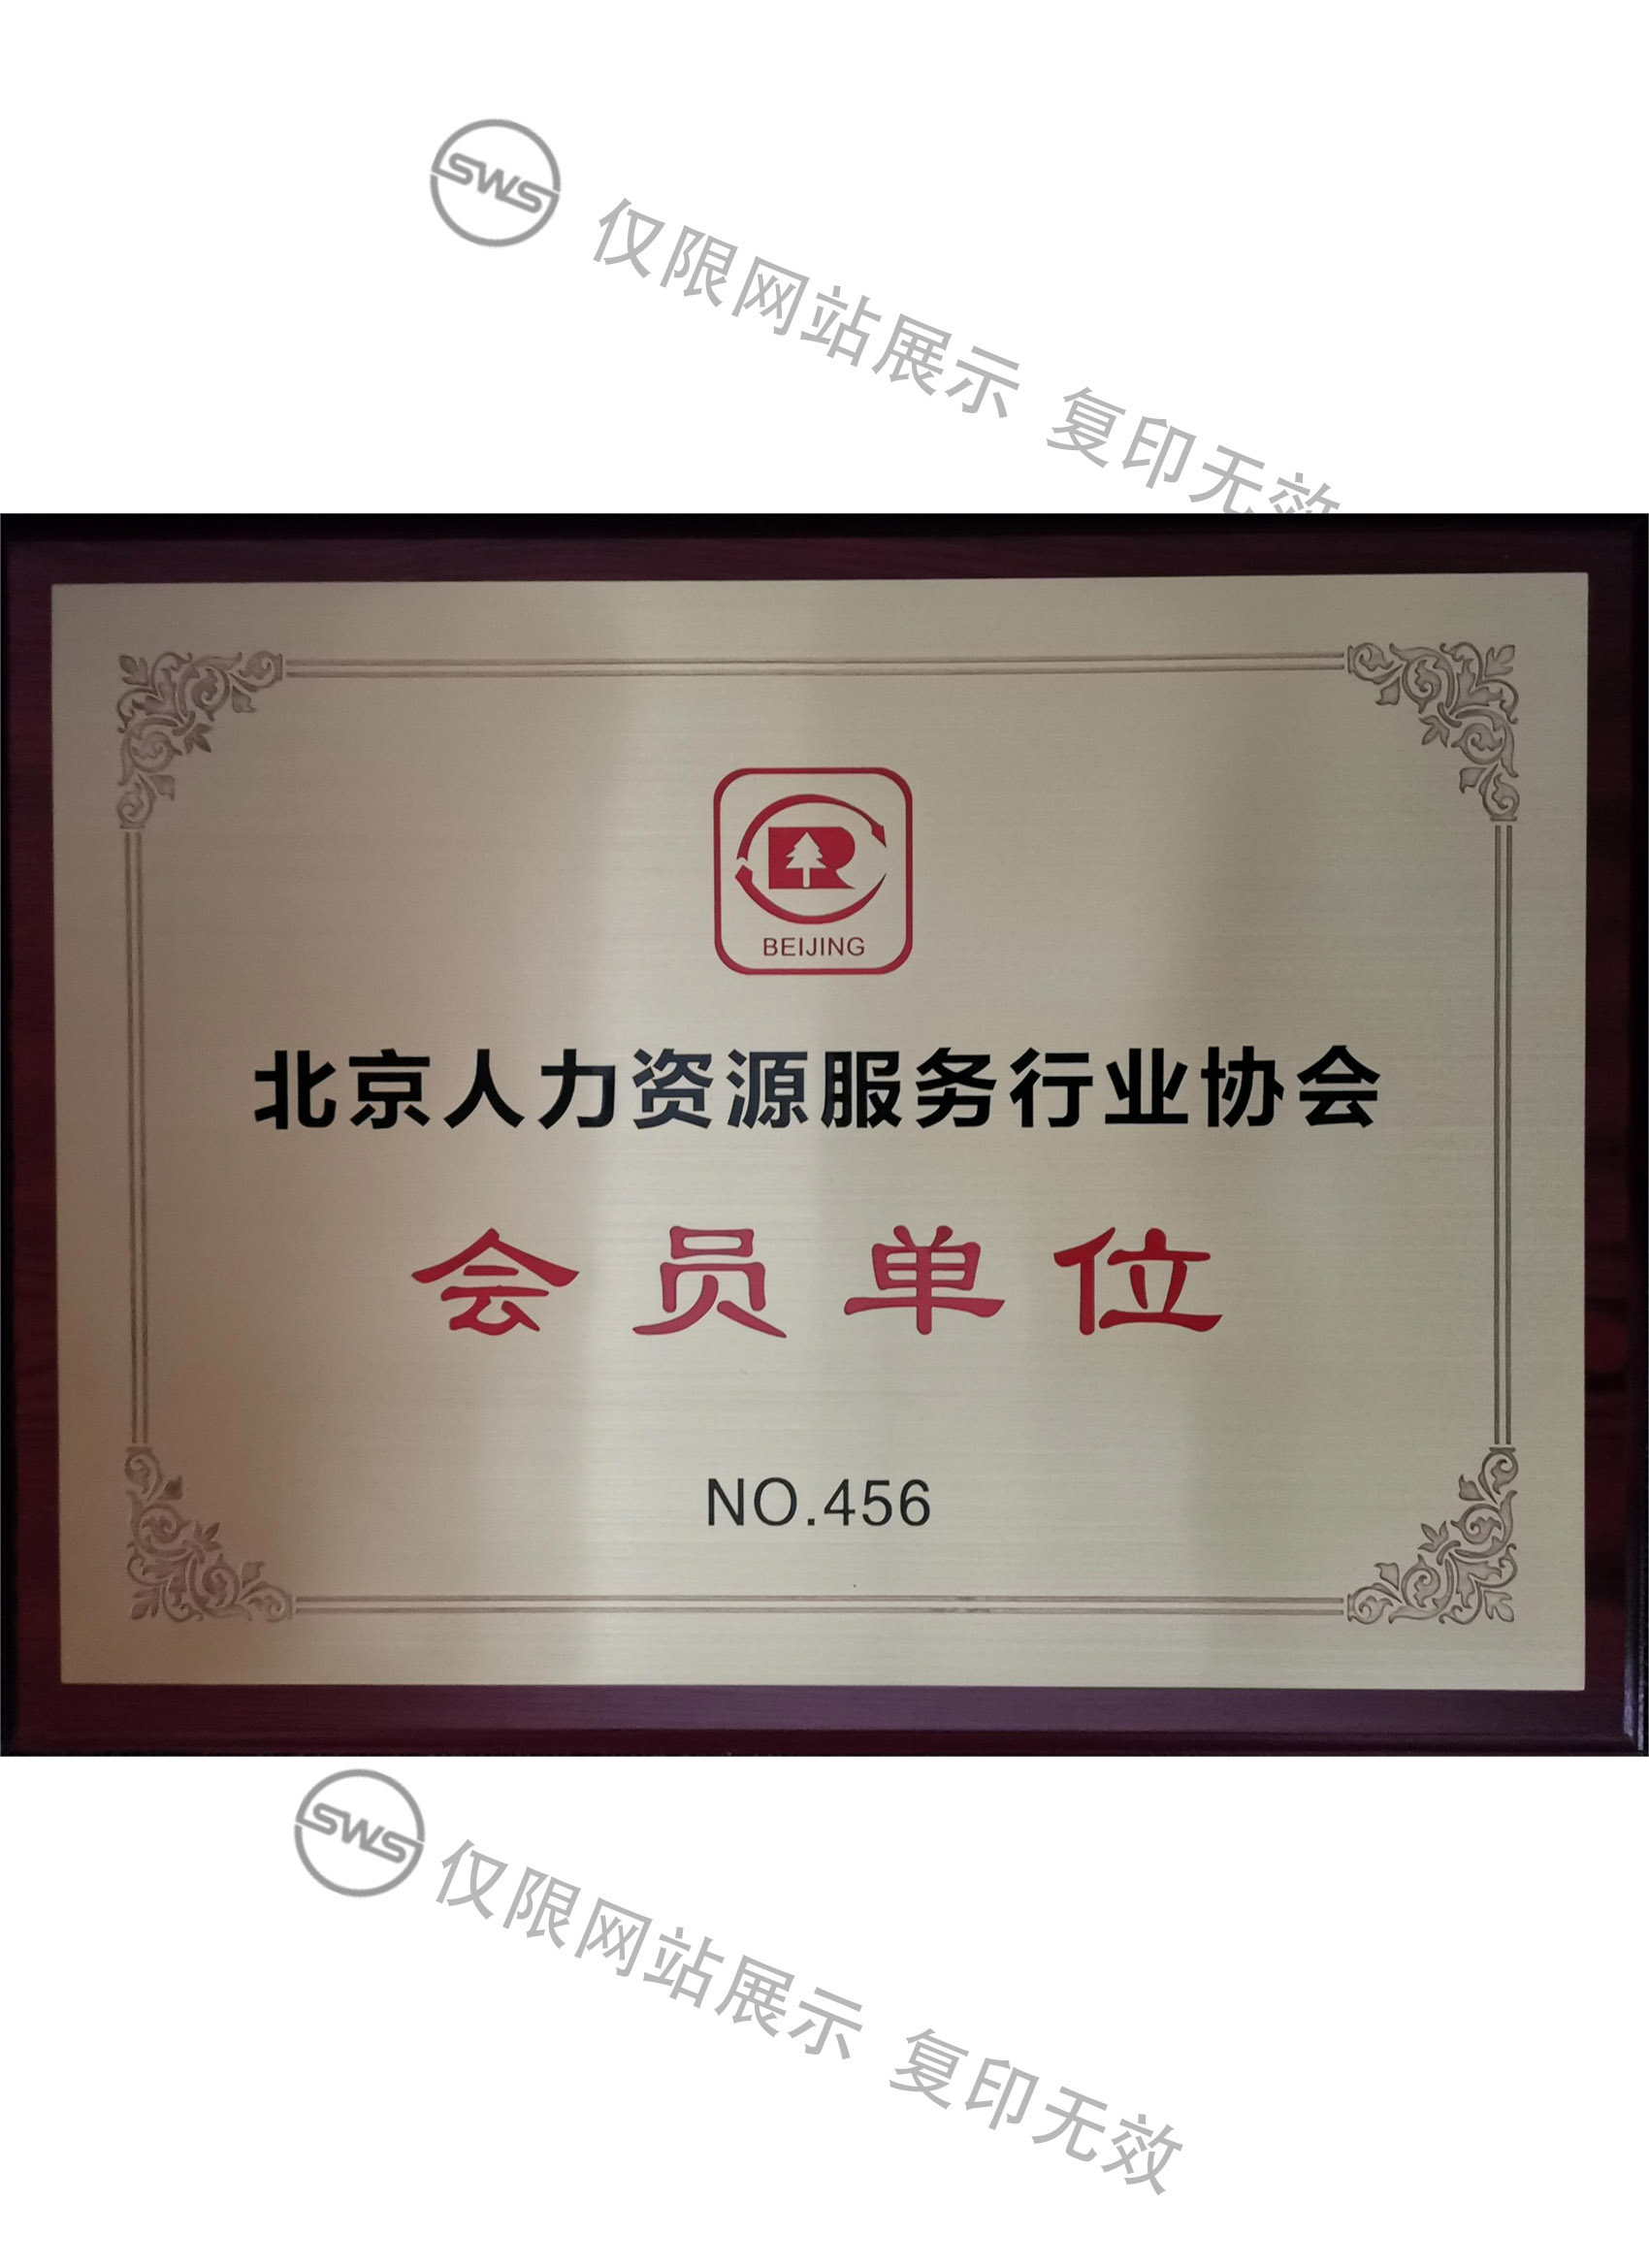 SWS
仅限网站展示 复印无效
R
BEIJING
北京人力资源服务行业协会
会员单位
NO.456
SWS
仅限网站展示 复印无效